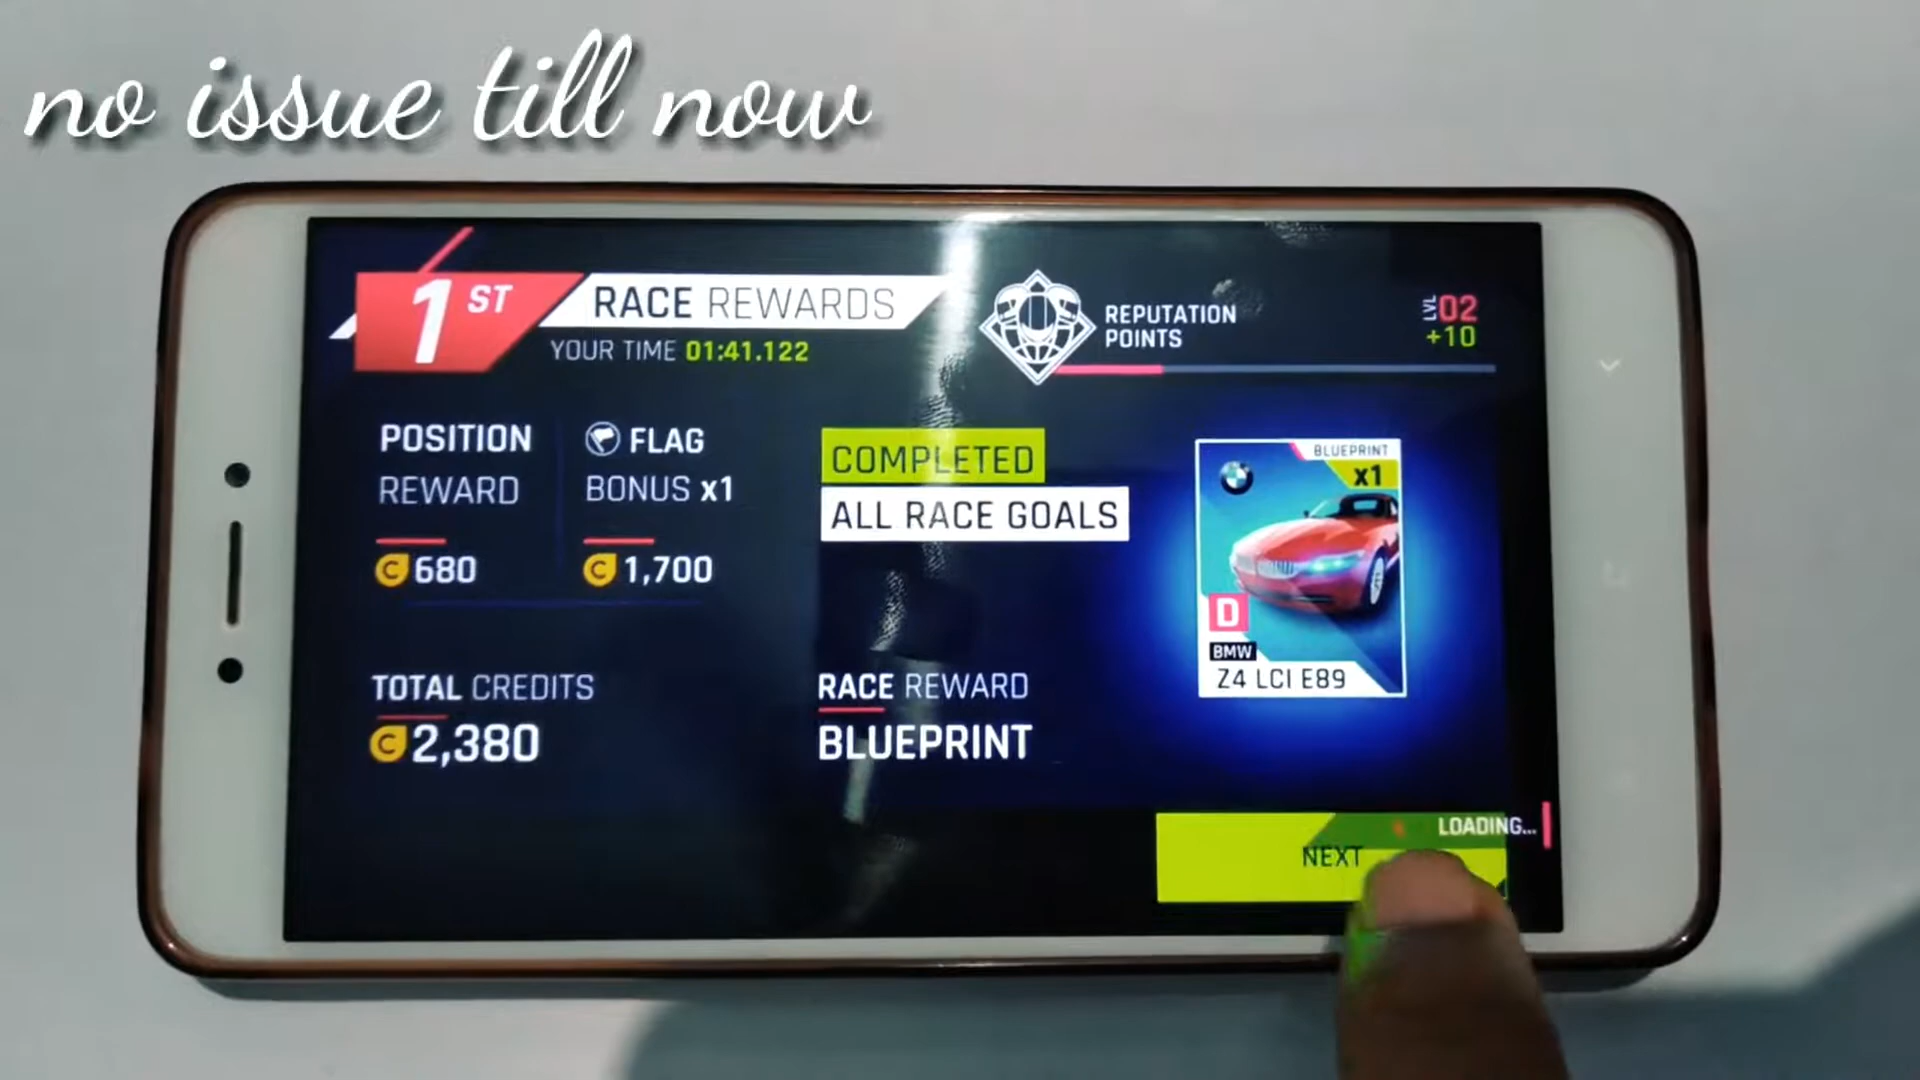 no issue till now
1ST
RACE REWARDS
YOUR TIME 01:41.122
REPUTATION
POINTS
LVL 02
+10
POSITION
REWARD
680
FLAG
BONUS x1
1,700
COMPLETED
ALL RACE GOALS
BLUEPRINT
x1
D
BMW
Z4 LCI E89
TOTAL CREDITS
2,380
RACE REWARD
BLUEPRINT
LOADING...
NEXT